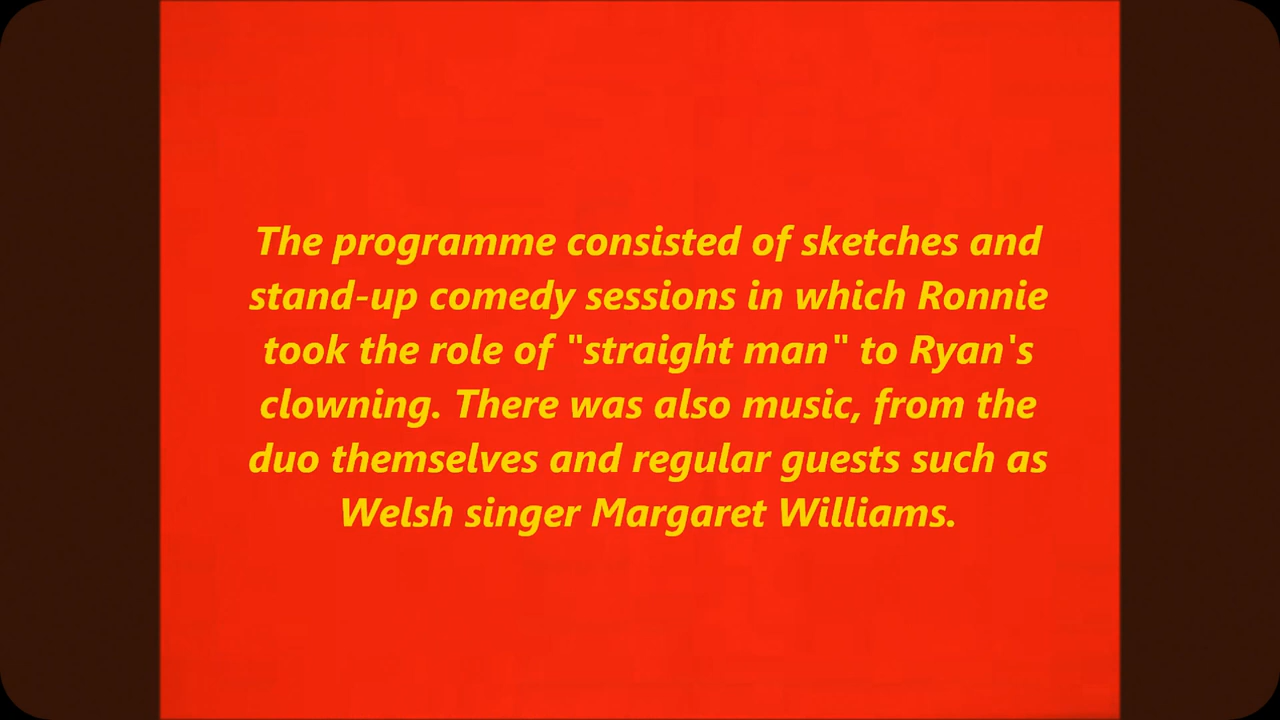 The programme consisted of sketches and
stand-up comedy sessions in which Ronnie
took the role of "straight man" to Ryan's
clowning. There was also music, from the
duo themselves and regular guests such as
Welsh singer Margaret Williams.